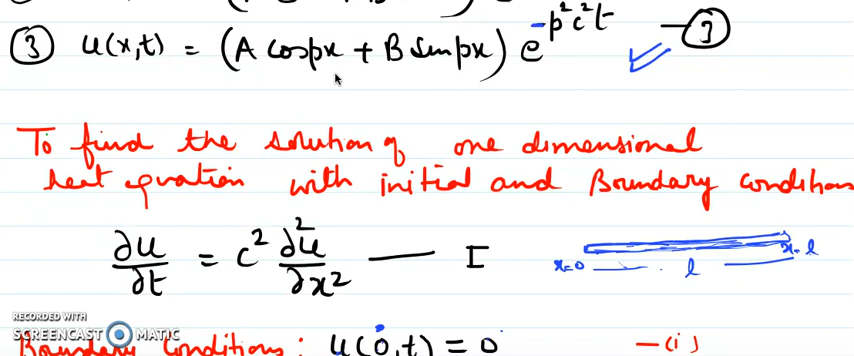 ③ u(x,t) = (A cospx + B sinpx) e^{-p²c²t} — ③
To find the solution of one dimensional
heat equation with initial and Boundary conditions
∂u/∂t = c² ∂²u/∂x² — I
x=0 — l — x=l
RECORDED WITH
SCREENCAST MATIC
Boundary Conditions: u(0,t) = 0 —(i)